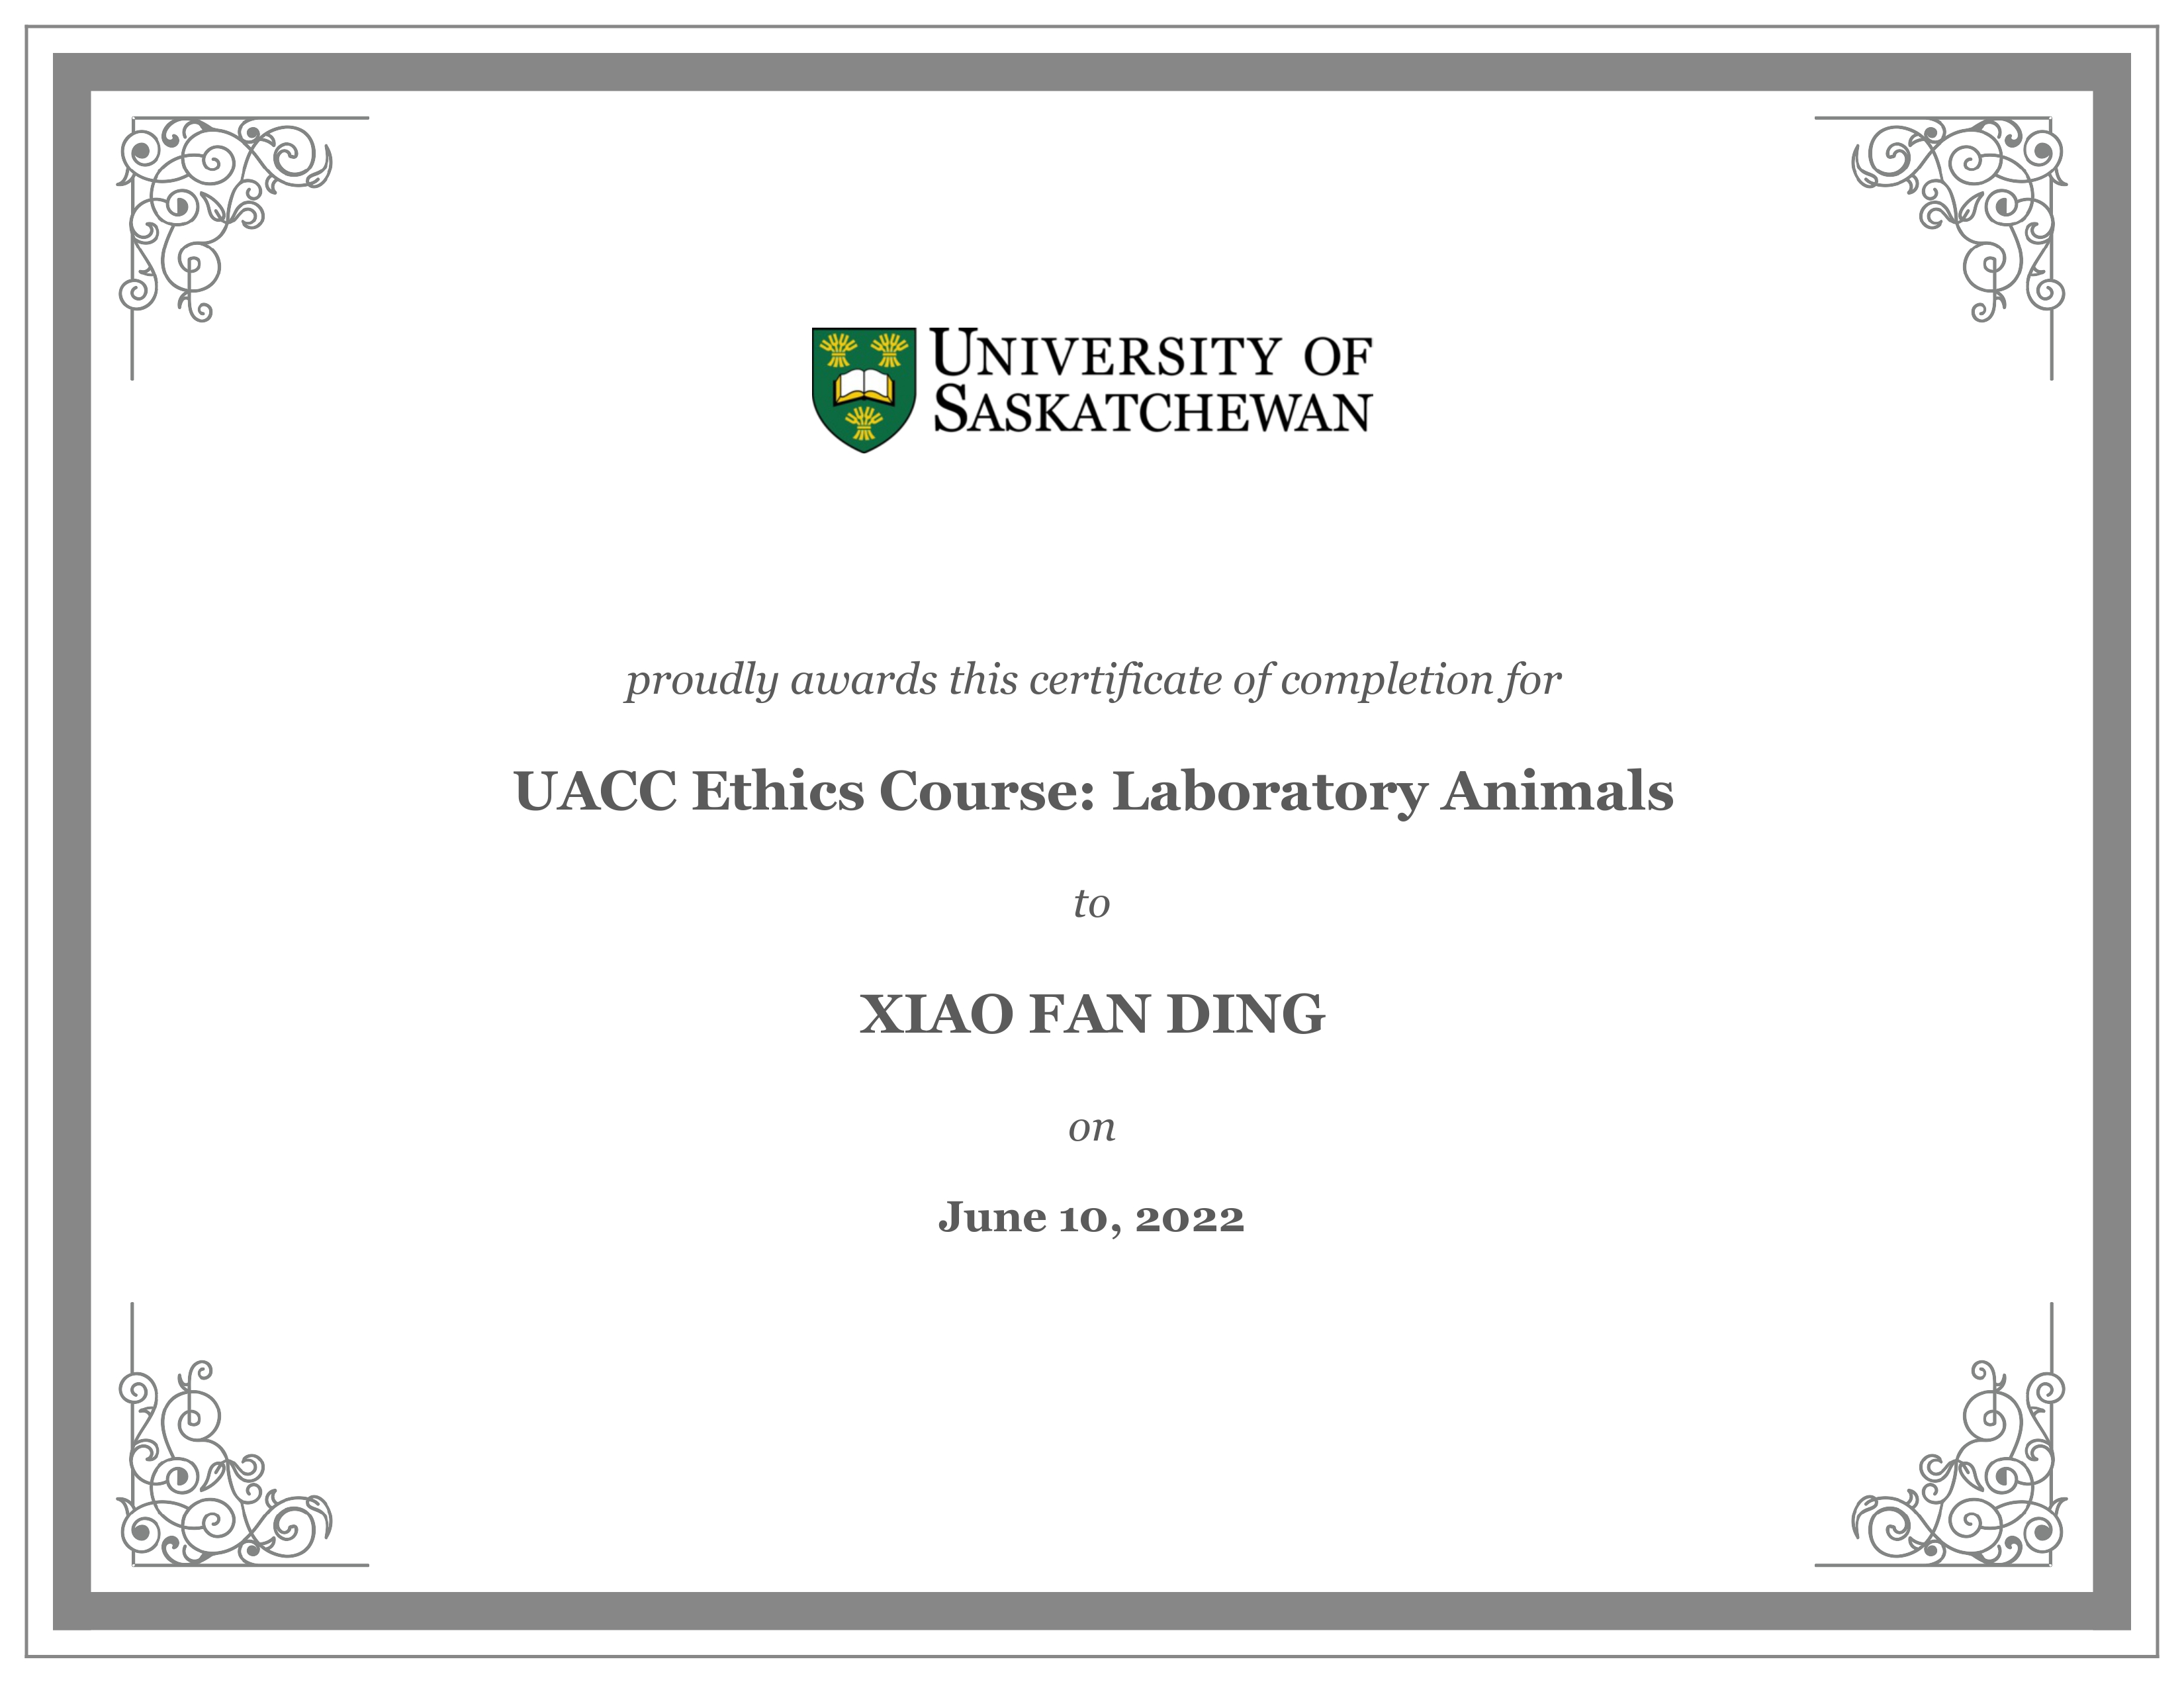 UNIVERSITY OF
SASKATCHEWAN
proudly awards this certificate of completion for
UACC Ethics Course: Laboratory Animals
to
XIAO FAN DING
on
June 10, 2022